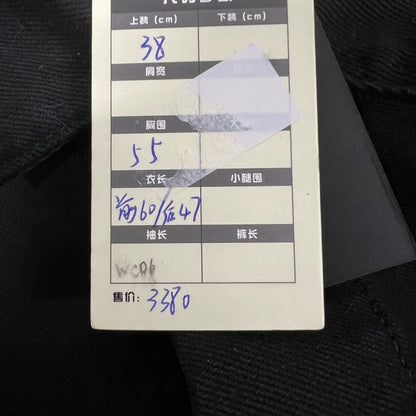 上装（cm） 下装（cm）
38
肩宽
胸围
55
衣长 小腿围
前60/后47
袖长 裤长
WC06
售价：3380